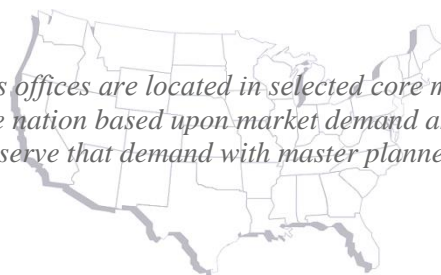 s offices are located in selected core m
e nation based upon market demand a
serve that demand with master planne